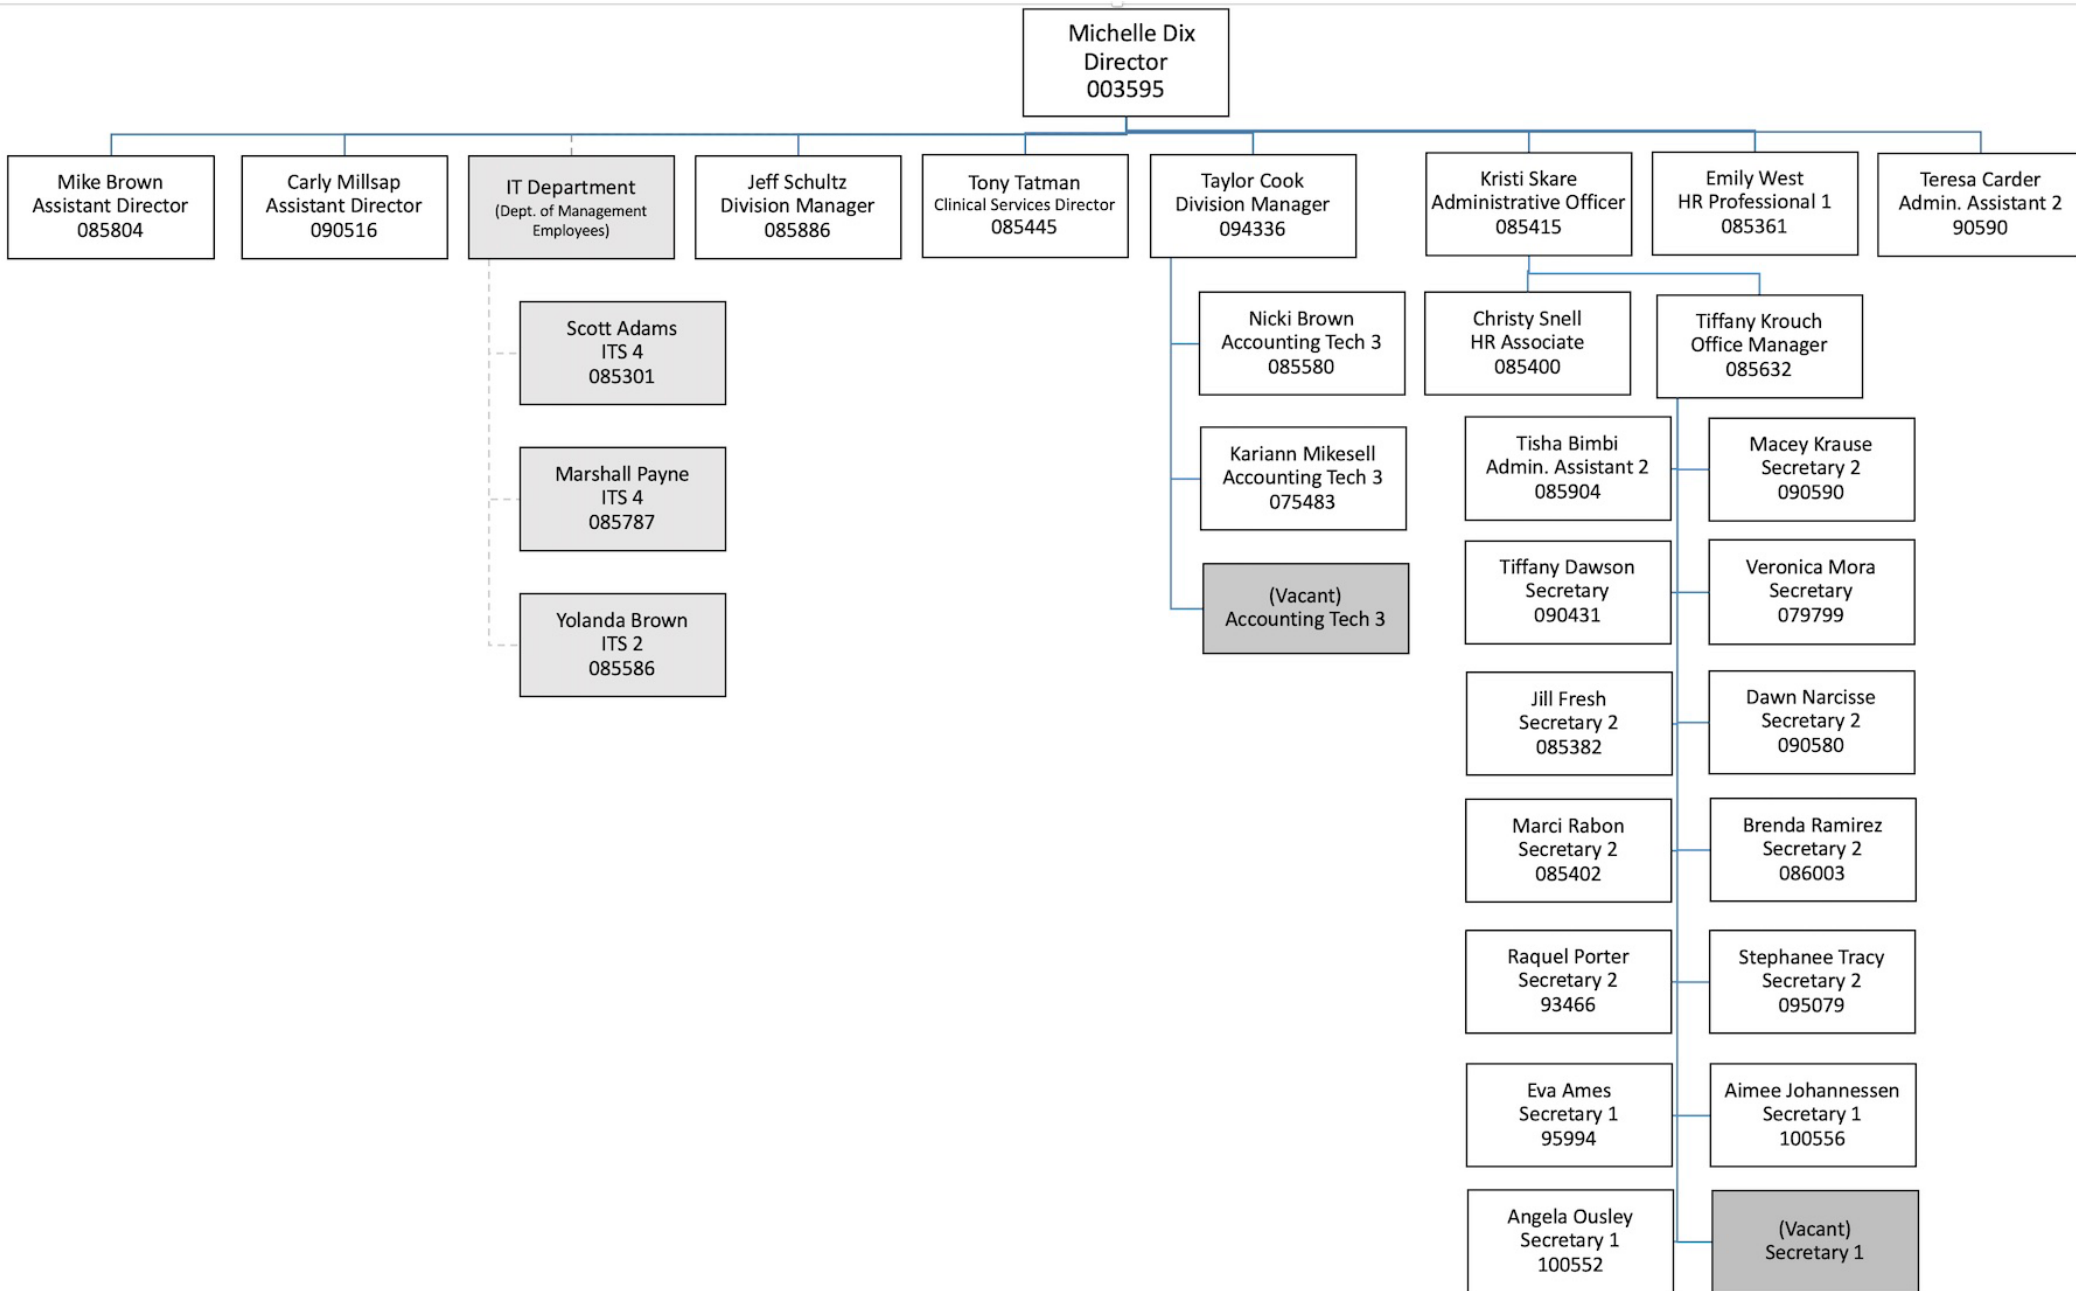 Michelle Dix
Director
003595
Mike Brown
Assistant Director
085804
Carly Millsap
Assistant Director
090516
IT Department
(Dept. of Management
Employees)
Jeff Schultz
Division Manager
085886
Tony Tatman
Clinical Services Director
085445
Taylor Cook
Division Manager
094336
Kristi Skare
Administrative Officer
085415
Emily West
HR Professional 1
085361
Teresa Carder
Admin. Assistant 2
90590
Scott Adams
ITS 4
085301
Marshall Payne
ITS 4
085787
Yolanda Brown
ITS 2
085586
Nicki Brown
Accounting Tech 3
085580
Kariann Mikesell
Accounting Tech 3
075483
(Vacant)
Accounting Tech 3
Christy Snell
HR Associate
085400
Tiffany Krouch
Office Manager
085632
Tisha Bimbi
Admin. Assistant 2
085904
Macey Krause
Secretary 2
090590
Tiffany Dawson
Secretary
090431
Veronica Mora
Secretary
079799
Jill Fresh
Secretary 2
085382
Dawn Narcisse
Secretary 2
090580
Marci Rabon
Secretary 2
085402
Brenda Ramirez
Secretary 2
086003
Raquel Porter
Secretary 2
93466
Stephanee Tracy
Secretary 2
095079
Eva Ames
Secretary 1
95994
Aimee Johannessen
Secretary 1
100556
Angela Ousley
Secretary 1
100552
(Vacant)
Secretary 1